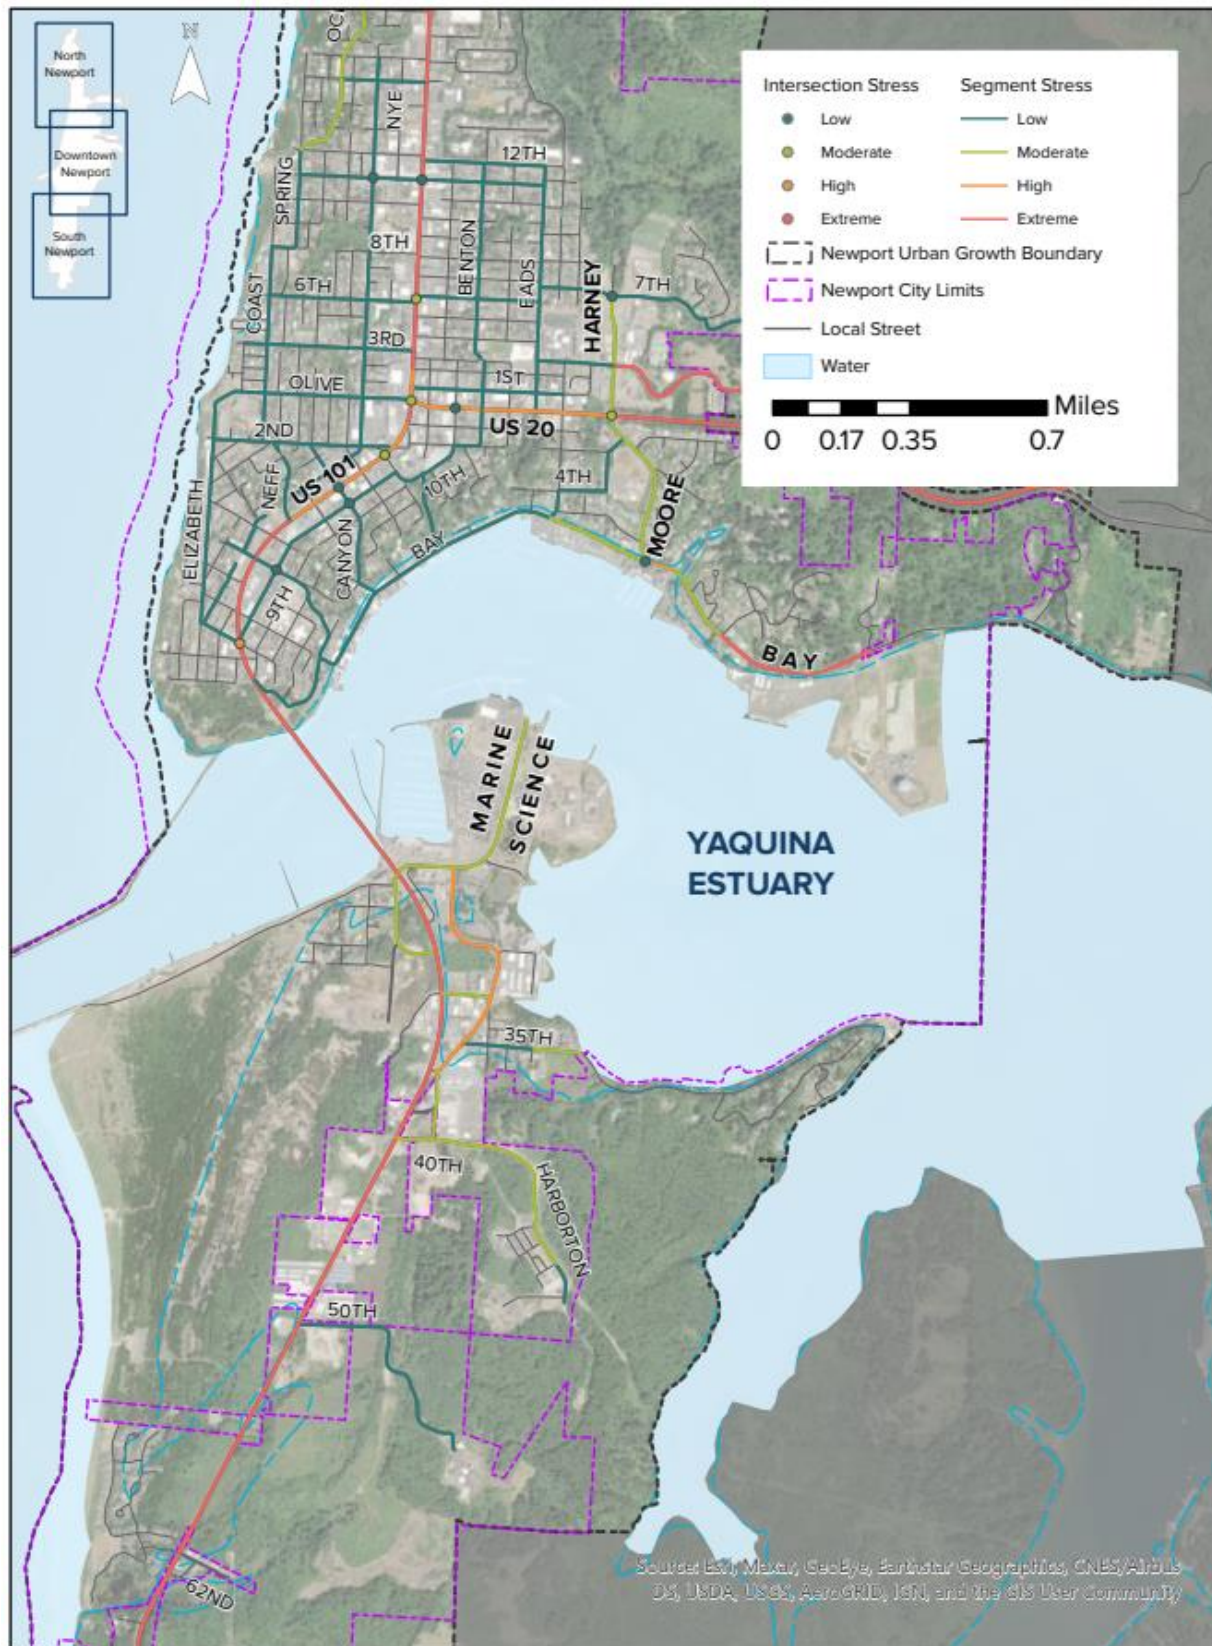 North
Newport
Downtown
Newport
South
Newport
N
NYE
12TH
SPRING
8TH
BENTON
6TH
COAST
EADS
HARNEY
7TH
3RD
OLIVE
1ST
2ND
US 20
NEFF
US 101
10TH
4TH
ELIZABETH
CANYON
BAY
MOORE
9TH
BAY
MARINE
SCIENCE
YAQUINA
ESTUARY
35TH
40TH
HARBORTON
50TH
62ND
Intersection Stress
Low
Moderate
High
Extreme
Segment Stress
Low
Moderate
High
Extreme
Newport Urban Growth Boundary
Newport City Limits
Local Street
Water
Miles
0 0.17 0.35 0.7
Source: Esri, Maxar, GeoEye, Earthstar Geographics, CNES/Airbus
DS, USDA, USGS, AeroGRID, IGN, and the GIS User Community